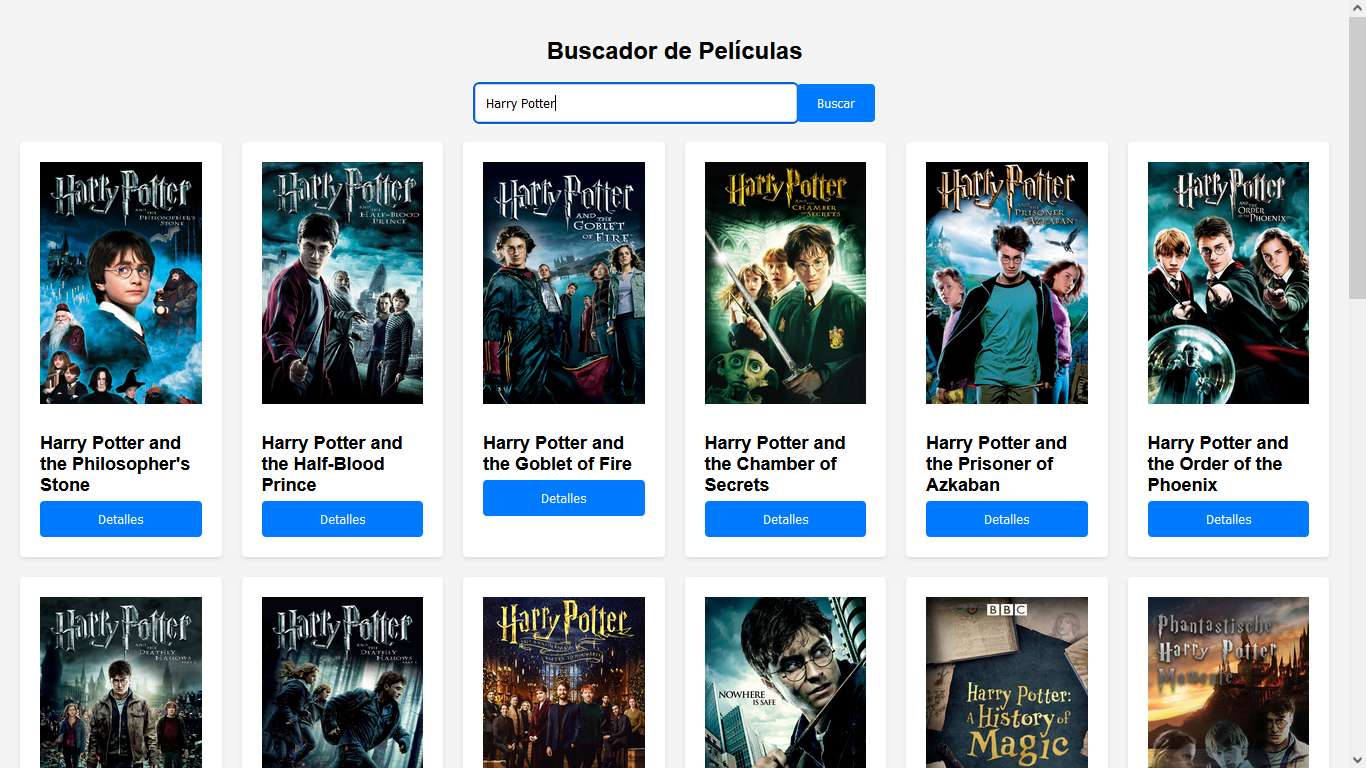 Buscador de Películas
Harry Potter
Buscar
Harry Potter
AND THE
PHILOSOPHER'S
STONE
Harry Potter
AND THE
HALF-BLOOD
PRINCE
Harry Potter
AND THE
GOBLET
OF FIRE
Harry Potter
AND THE
CHAMBER
OF SECRETS
Harry Potter
AND THE
PRISONER
OF AZKABAN
Harry Potter
AND THE
ORDER
OF THE
PHOENIX
Harry Potter and
the Philosopher's
Stone
Detalles
Harry Potter and
the Half-Blood
Prince
Detalles
Harry Potter and
the Goblet of Fire
Detalles
Harry Potter and
the Chamber of
Secrets
Detalles
Harry Potter and
the Prisoner of
Azkaban
Detalles
Harry Potter and
the Order of the
Phoenix
Detalles
Harry Potter
AND THE
DEATHLY
HALLOWS
Harry Potter
AND THE
DEATHLY
HALLOWS
Harry Potter
NOWHERE
IS SAFE
BBC
Harry Potter:
A History of
Magic
Phantastische
Harry Potter
Momente